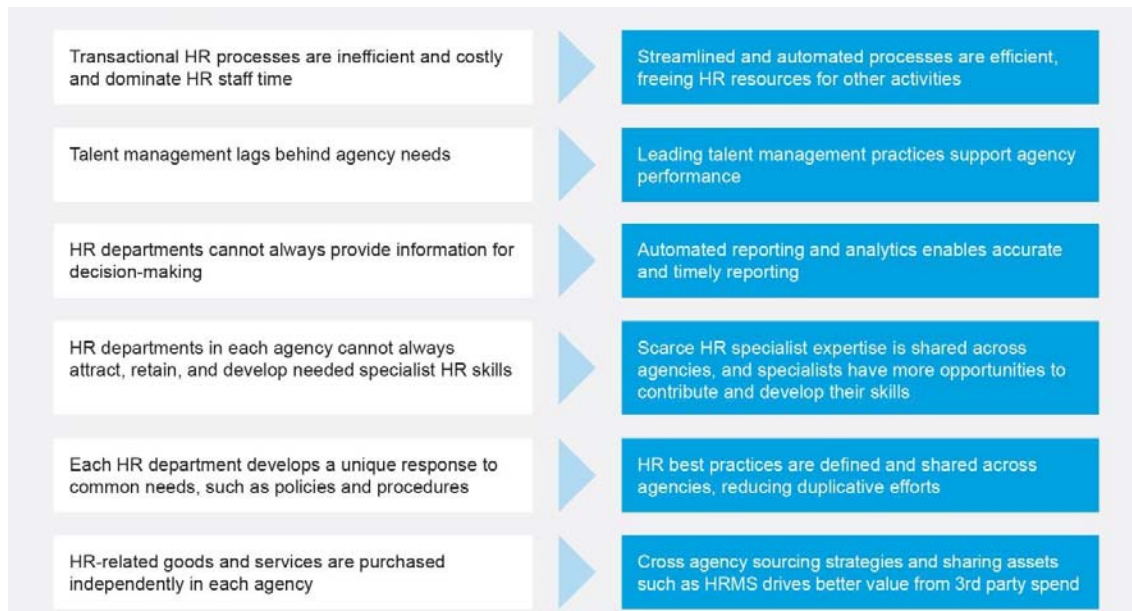 Transactional HR processes are inefficient and costly
and dominate HR staff time
Streamlined and automated processes are efficient,
freeing HR resources for other activities
Talent management lags behind agency needs
Leading talent management practices support agency
performance
HR departments cannot always provide information for
decision-making
Automated reporting and analytics enables accurate
and timely reporting
HR departments in each agency cannot always
attract, retain, and develop needed specialist HR skills
Scarce HR specialist expertise is shared across
agencies, and specialists have more opportunities to
contribute and develop their skills
Each HR department develops a unique response to
common needs, such as policies and procedures
HR best practices are defined and shared across
agencies, reducing duplicative efforts
HR-related goods and services are purchased
independently in each agency
Cross agency sourcing strategies and sharing assets
such as HRMS drives better value from 3rd party spend